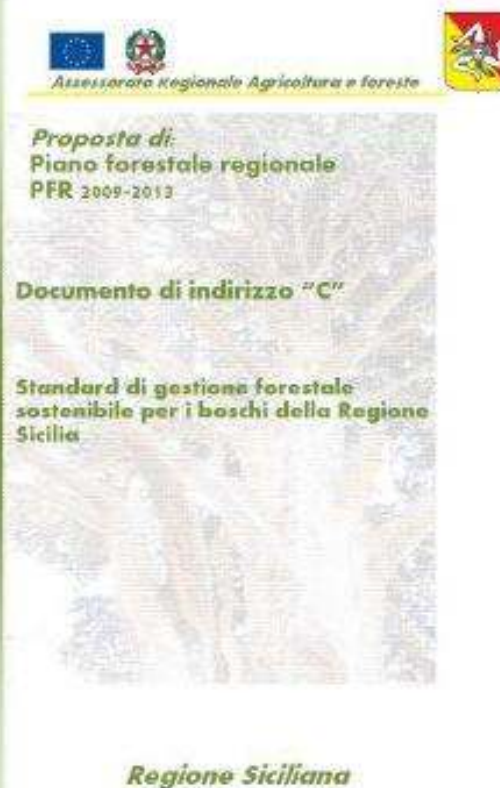 Assessorato Regionale Agricoltura e foreste
Proposta di:
Piano forestale regionale
PFR 2009-2013
Documento di indirizzo "C"
Standard di gestione forestale
sostenibile per i boschi della Regione
Sicilia
Regione Siciliana